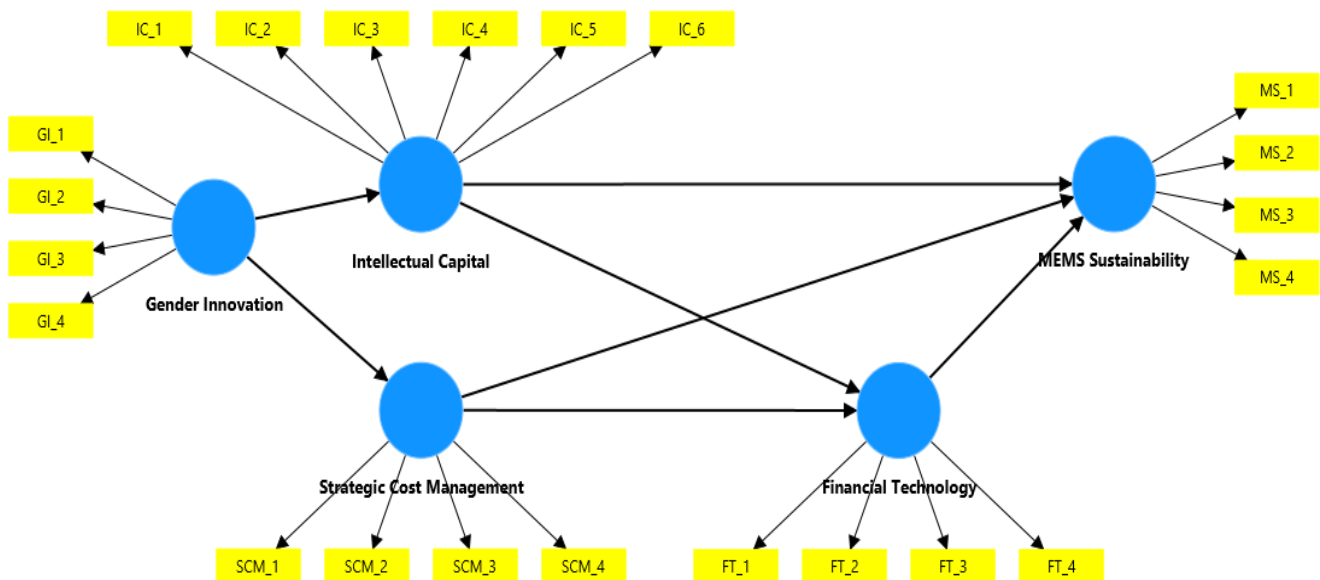 IC_1
IC_2
IC_3
IC_4
IC_5
IC_6
MS_1
MS_2
MS_3
MS_4
GI_1
GI_2
GI_3
GI_4
Intellectual Capital
MEMS Sustainability
Gender Innovation
Strategic Cost Management
Financial Technology
SCM_1
SCM_2
SCM_3
SCM_4
FT_1
FT_2
FT_3
FT_4